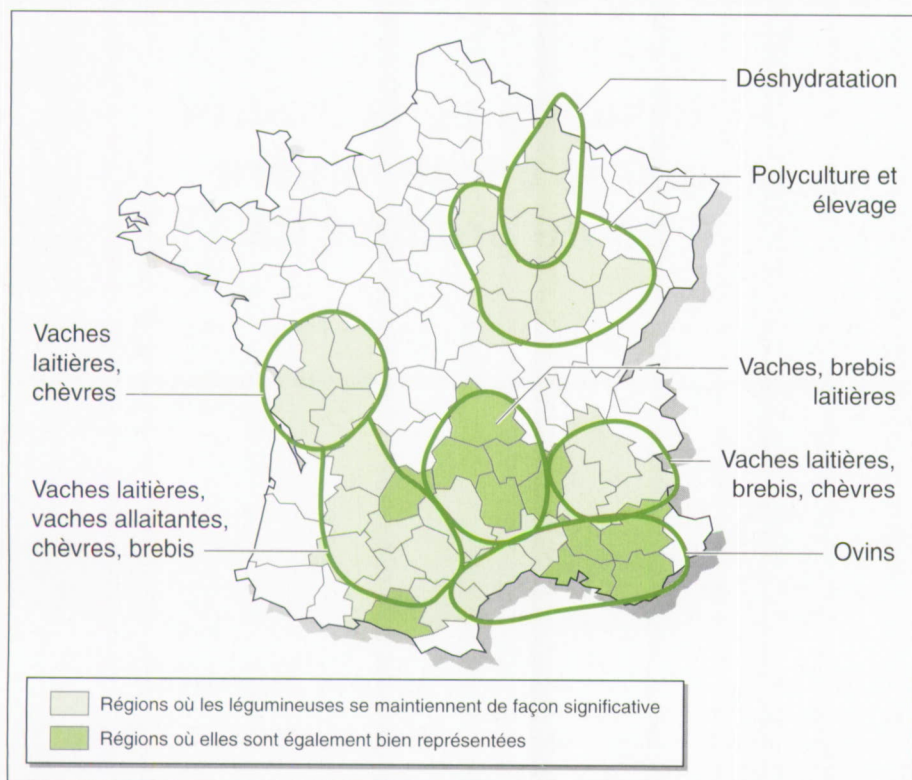 Déshydratation
Polyculture et
élevage
Vaches
laitières,
chèvres
Vaches, brebis
laitières
Vaches laitières,
brebis, chèvres
Vaches laitières,
vaches allaitantes,
chèvres, brebis
Ovins
Régions où les légumineuses se maintiennent de façon significative
Régions où elles sont également bien représentées